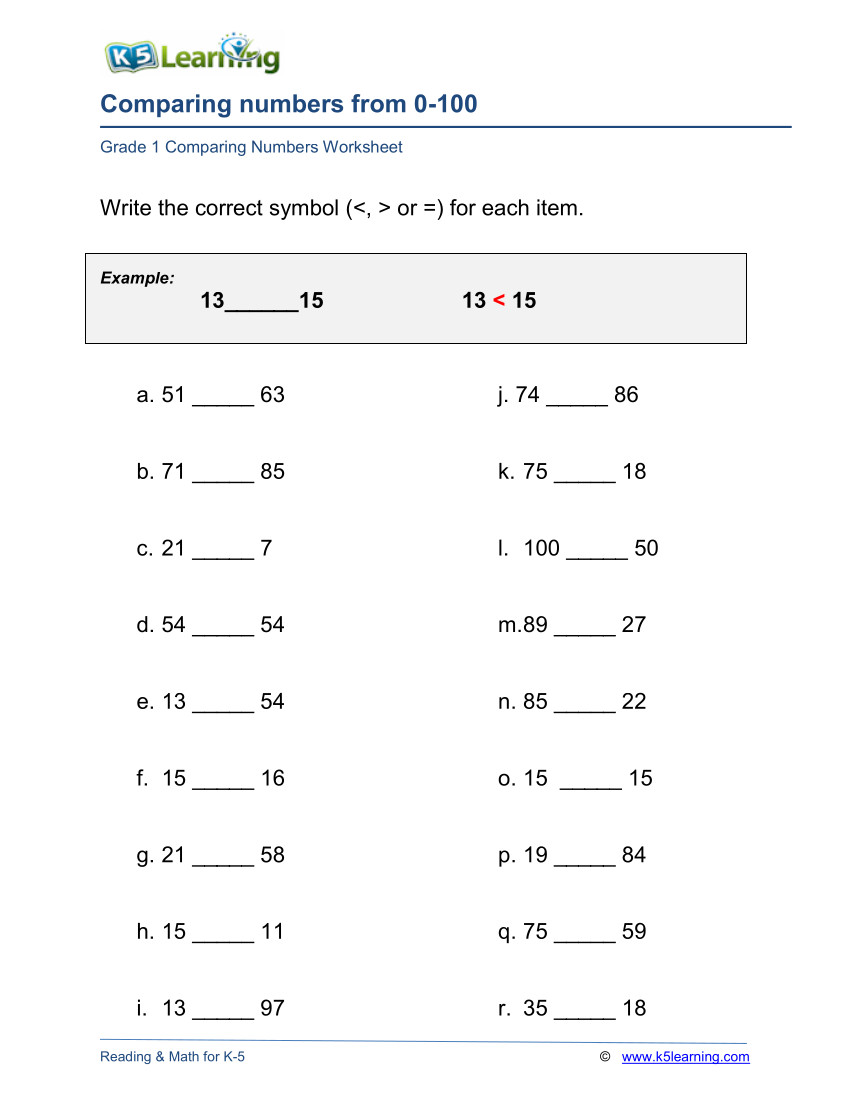 K5 Learning
Comparing numbers from 0-100
Grade 1 Comparing Numbers Worksheet
Write the correct symbol (<, > or =) for each item.
Example:
13______15 13 < 15
a. 51 _____ 63
b. 71 _____ 85
c. 21 _____ 7
d. 54 _____ 54
e. 13 _____ 54
f. 15 _____ 16
g. 21 _____ 58
h. 15 _____ 11
i. 13 _____ 97
j. 74 _____ 86
k. 75 _____ 18
l. 100 _____ 50
m.89 _____ 27
n. 85 _____ 22
o. 15 _____ 15
p. 19 _____ 84
q. 75 _____ 59
r. 35 _____ 18
Reading & Math for K-5 © www.k5learning.com